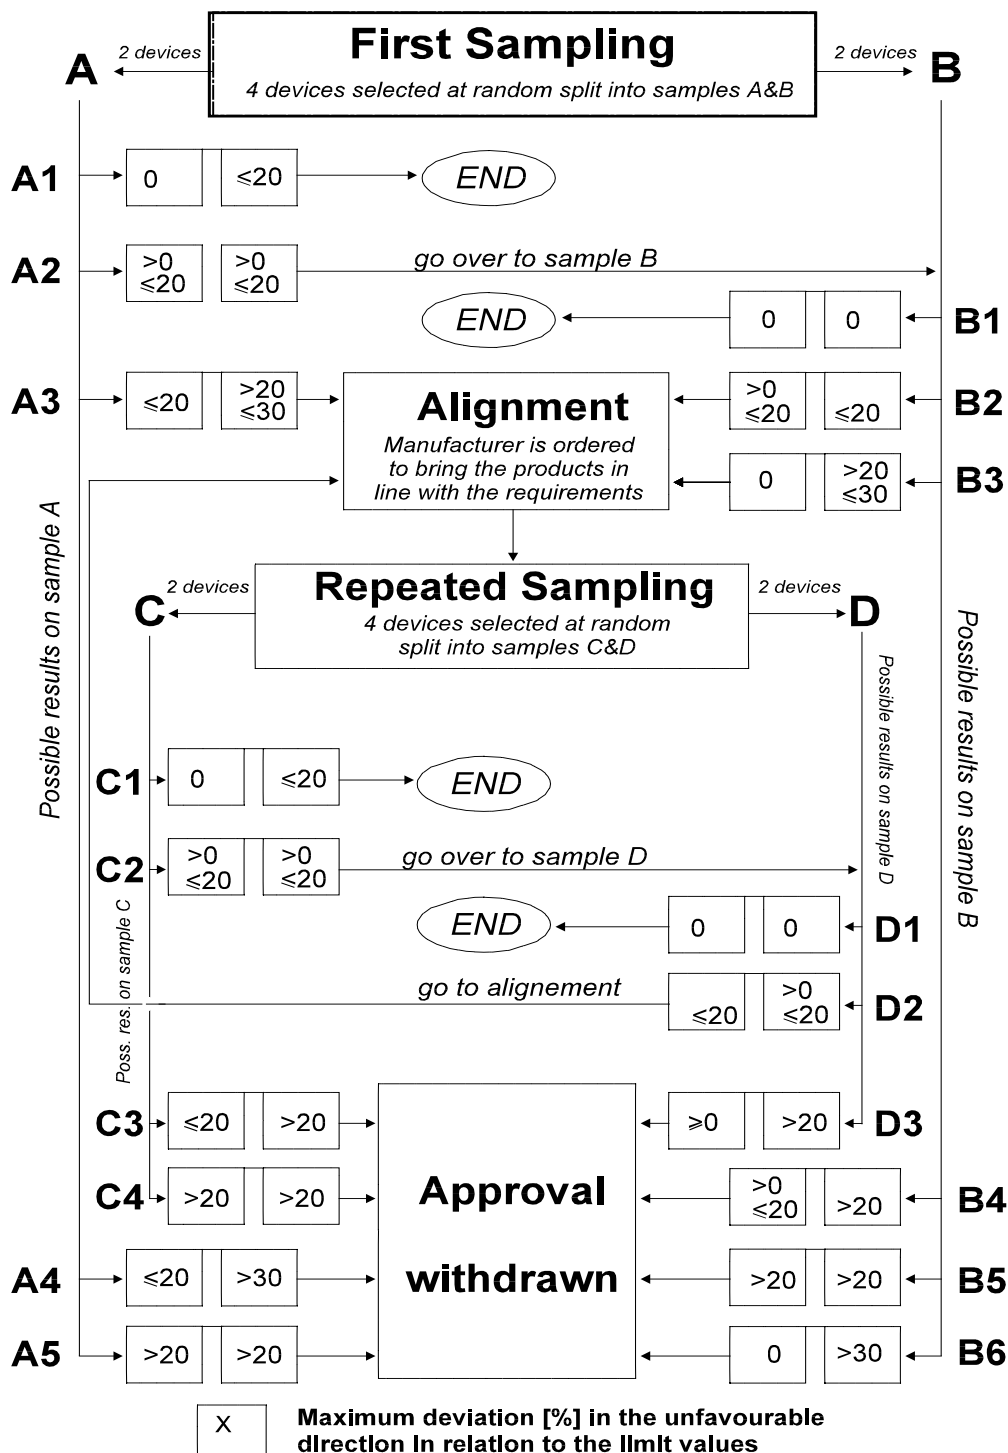 First Sampling
4 devices selected at random split into samples A&B
A
2 devices
2 devices
B
A1
0
≤20
END
A2
>0
≤20
>0
≤20
go over to sample B
END
0
0
B1
A3
≤20
>20
≤30
Alignment
Manufacturer is ordered
to bring the products in
line with the requirements
>0
≤20
≤20
B2
0
>20
≤30
B3
Possible results on sample A
Possible results on sample B
C
2 devices
Repeated Sampling
4 devices selected at random
split into samples C&D
2 devices
D
Possible results on sample D
C1
0
≤20
END
C2
>0
≤20
>0
≤20
go over to sample D
Poss. res. on sample C
END
0
0
D1
go to alignement
≤20
>0
≤20
D2
C3
≤20
>20
≥0
>20
D3
C4
>20
>20
Approval
withdrawn
>0
≤20
>20
B4
A4
≤20
>30
>20
>20
B5
A5
>20
>20
0
>30
B6
X
Maximum deviation [%] in the unfavourable
direction in relation to the limit values